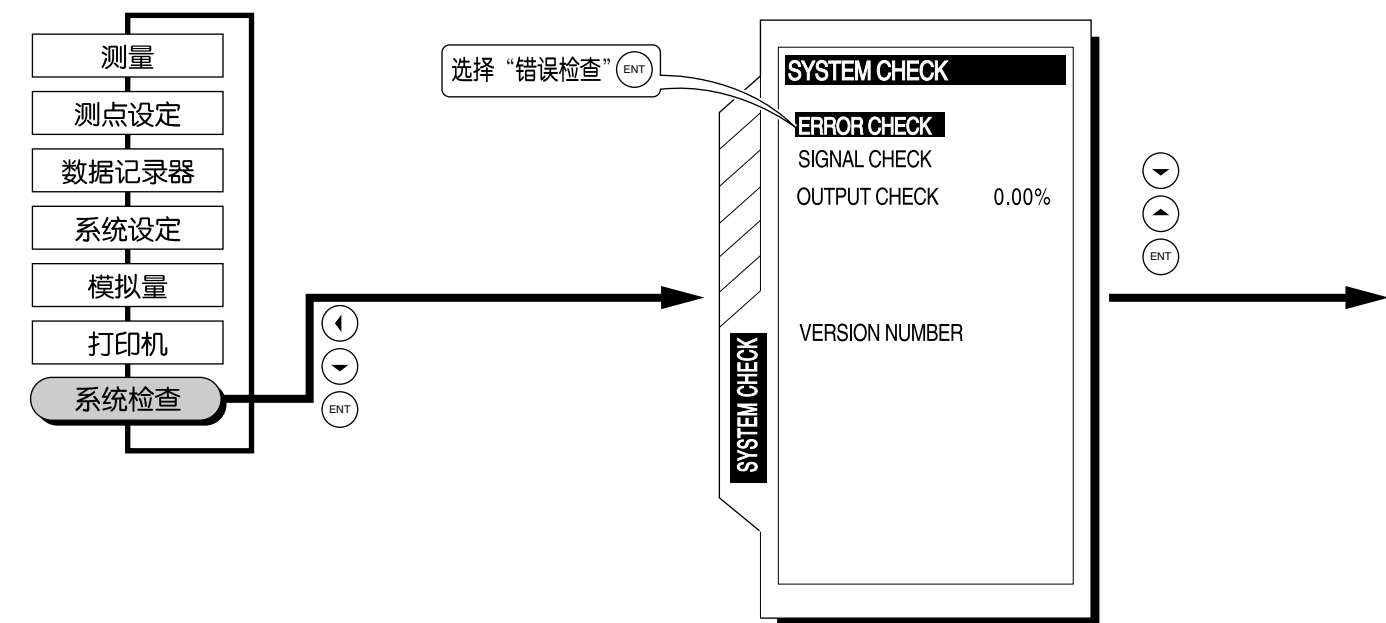 测量
测点设定
数据记录器
系统设定
模拟量
打印机
系统检查
ENT
选择“错误检查” ENT
SYSTEM CHECK
ERROR CHECK
SIGNAL CHECK
OUTPUT CHECK 0.00%
VERSION NUMBER
SYSTEM CHECK
ENT